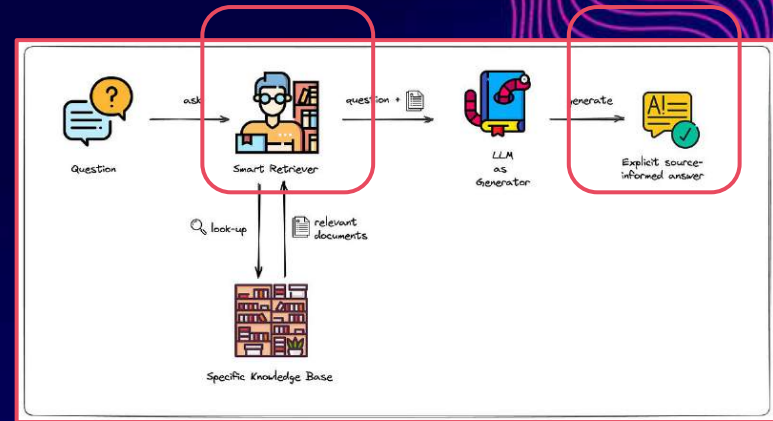 ask
question +
generate
A!
?
Question
Smart Retriever
LLM
as
Generator
Explicit source-
informed answer
look-up
relevant
documents
Specific Knowledge Base